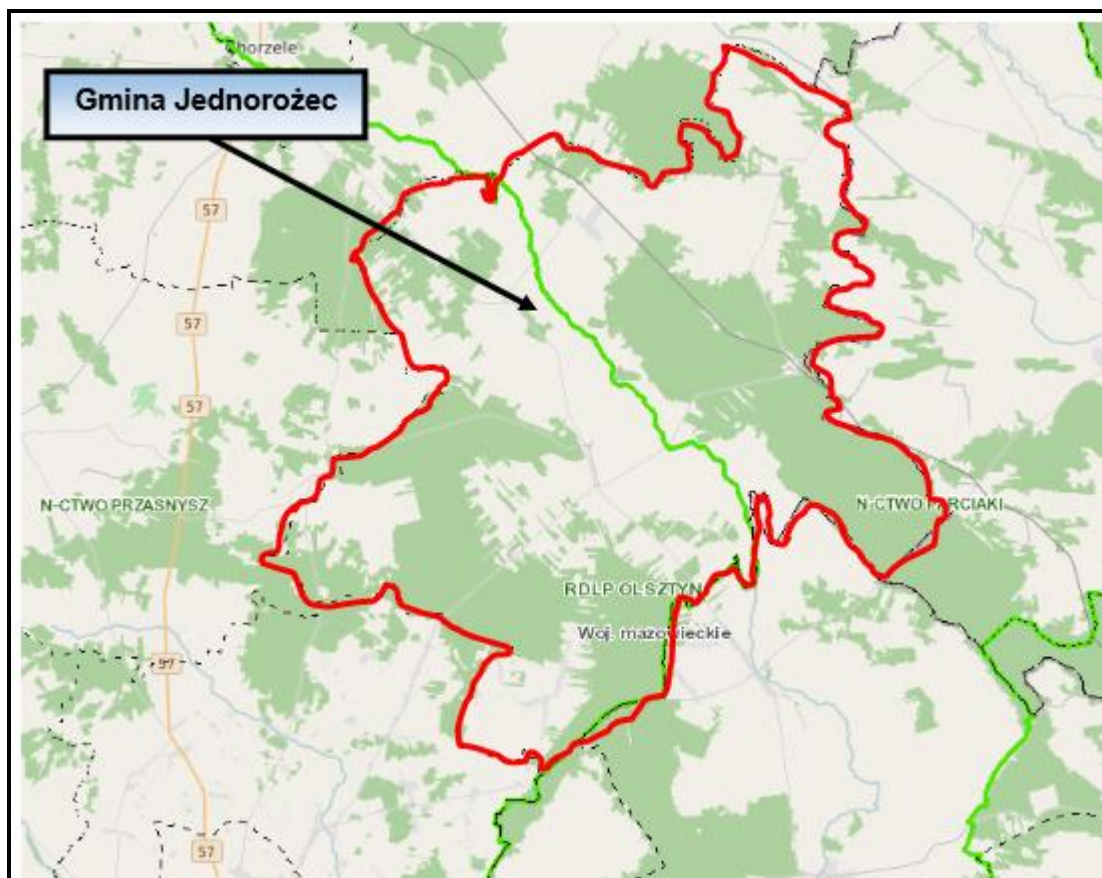 Chorzele
Gmina Jednorożec
57
57
57
N-CTWO PRZASNYSZ
N-CTWO PARCIAKI
RDLP OLSZTYN
Woj. mazowieckie
57
57